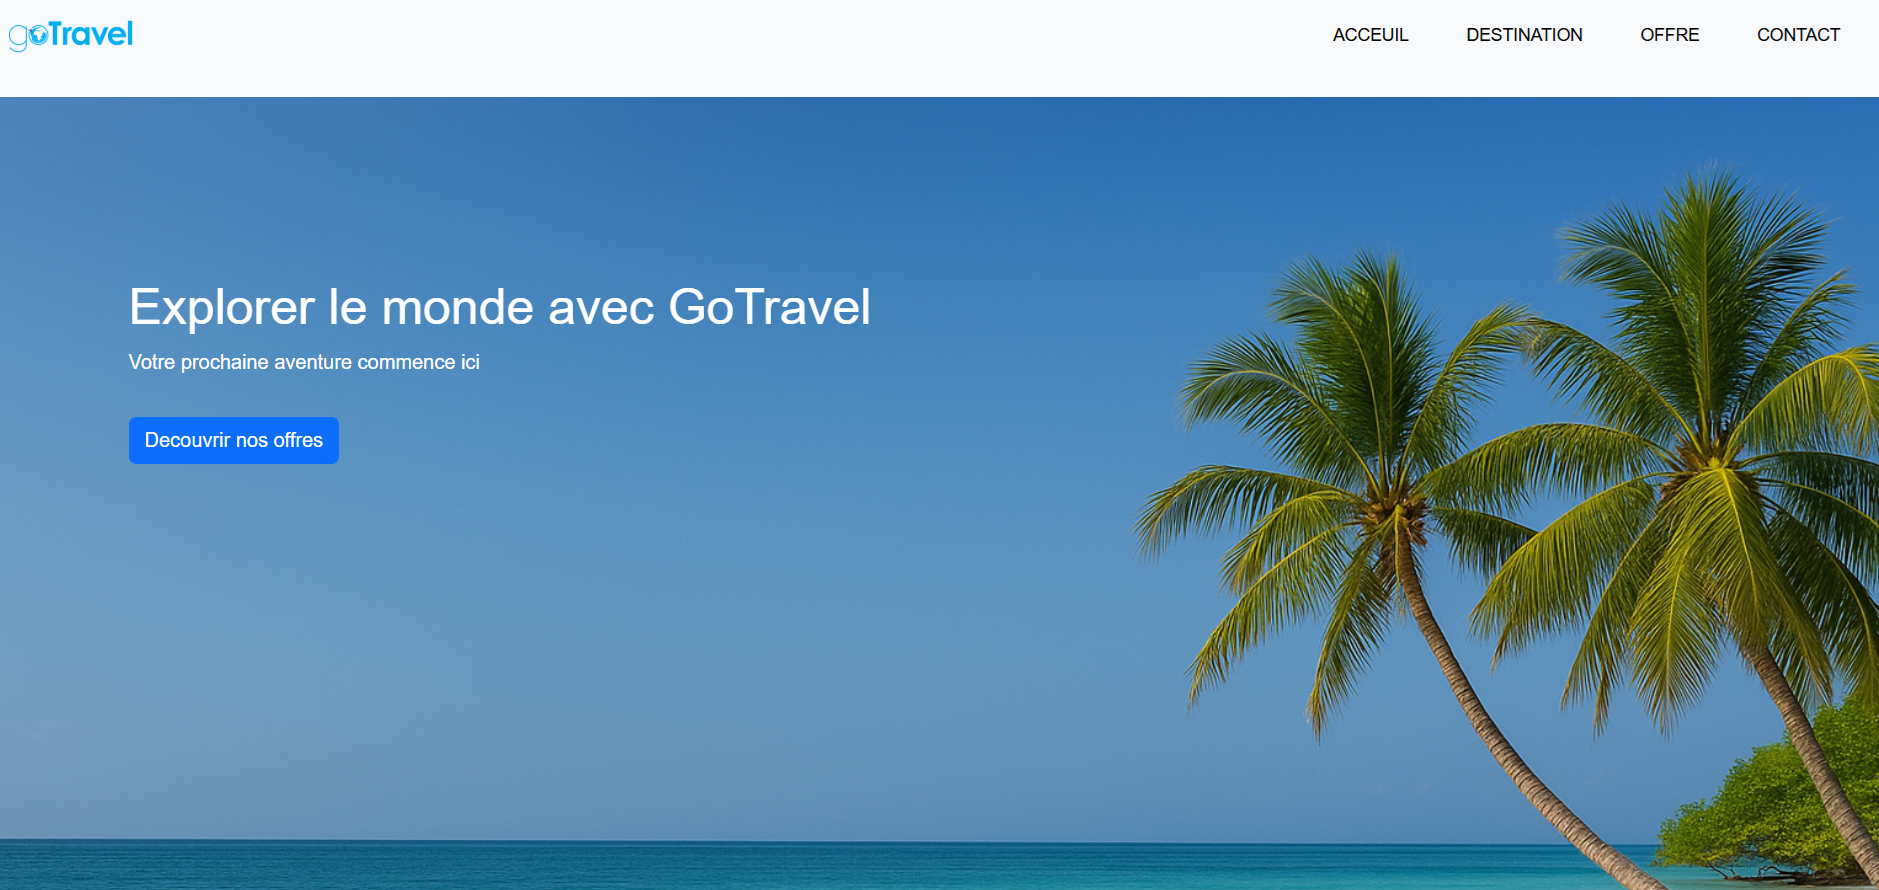 goTravel
ACCEUIL DESTINATION OFFRE CONTACT
Explorer le monde avec GoTravel
Votre prochaine aventure commence ici
Decouvrir nos offres